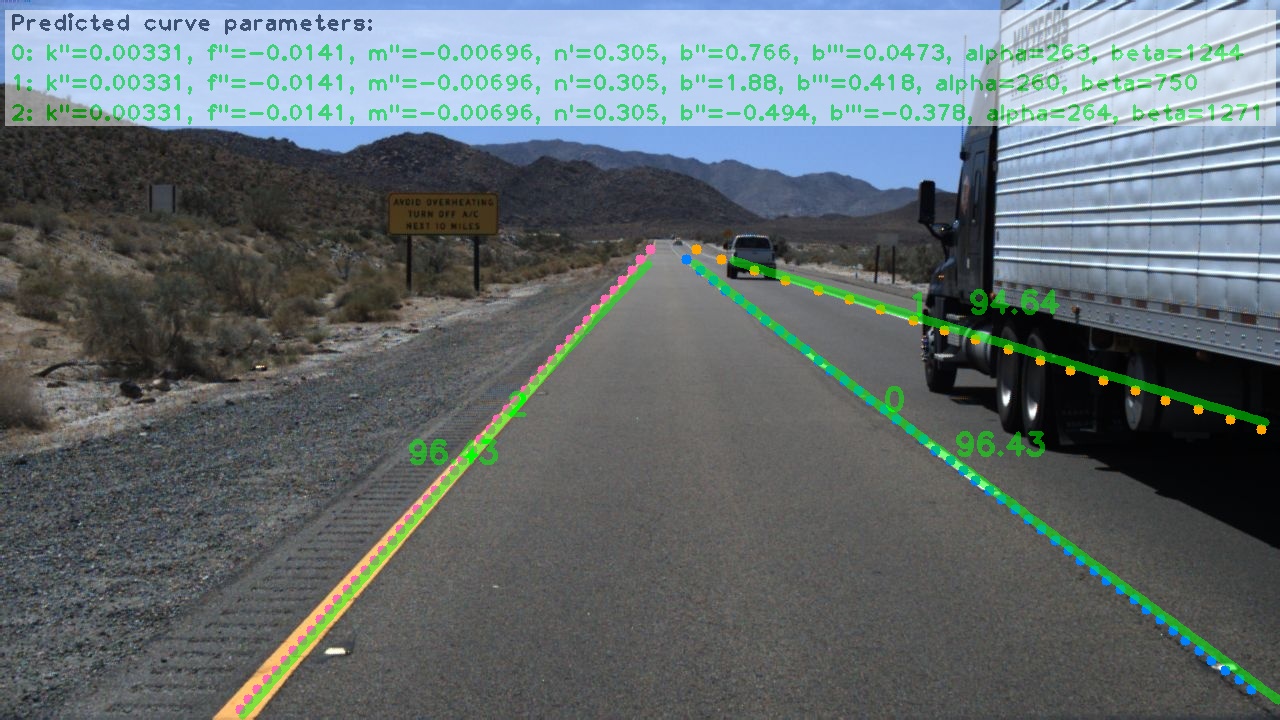 Predicted curve parameters:
0: k''=0.00331, f''=−0.0141, m''=−0.00696, n'=0.305, b''=0.766, b'''=0.0473, alpha=263, beta=1244
1: k''=0.00331, f''=−0.0141, m''=−0.00696, n'=0.305, b''=1.88, b'''=0.418, alpha=260, beta=750
2: k''=0.00331, f''=−0.0141, m''=−0.00696, n'=0.305, b''=−0.494, b'''=−0.378, alpha=264, beta=1271
AVOID OVERHEATING
TURN OFF A/C
NEXT 10 MILES
1
94.64
2
0
96.43